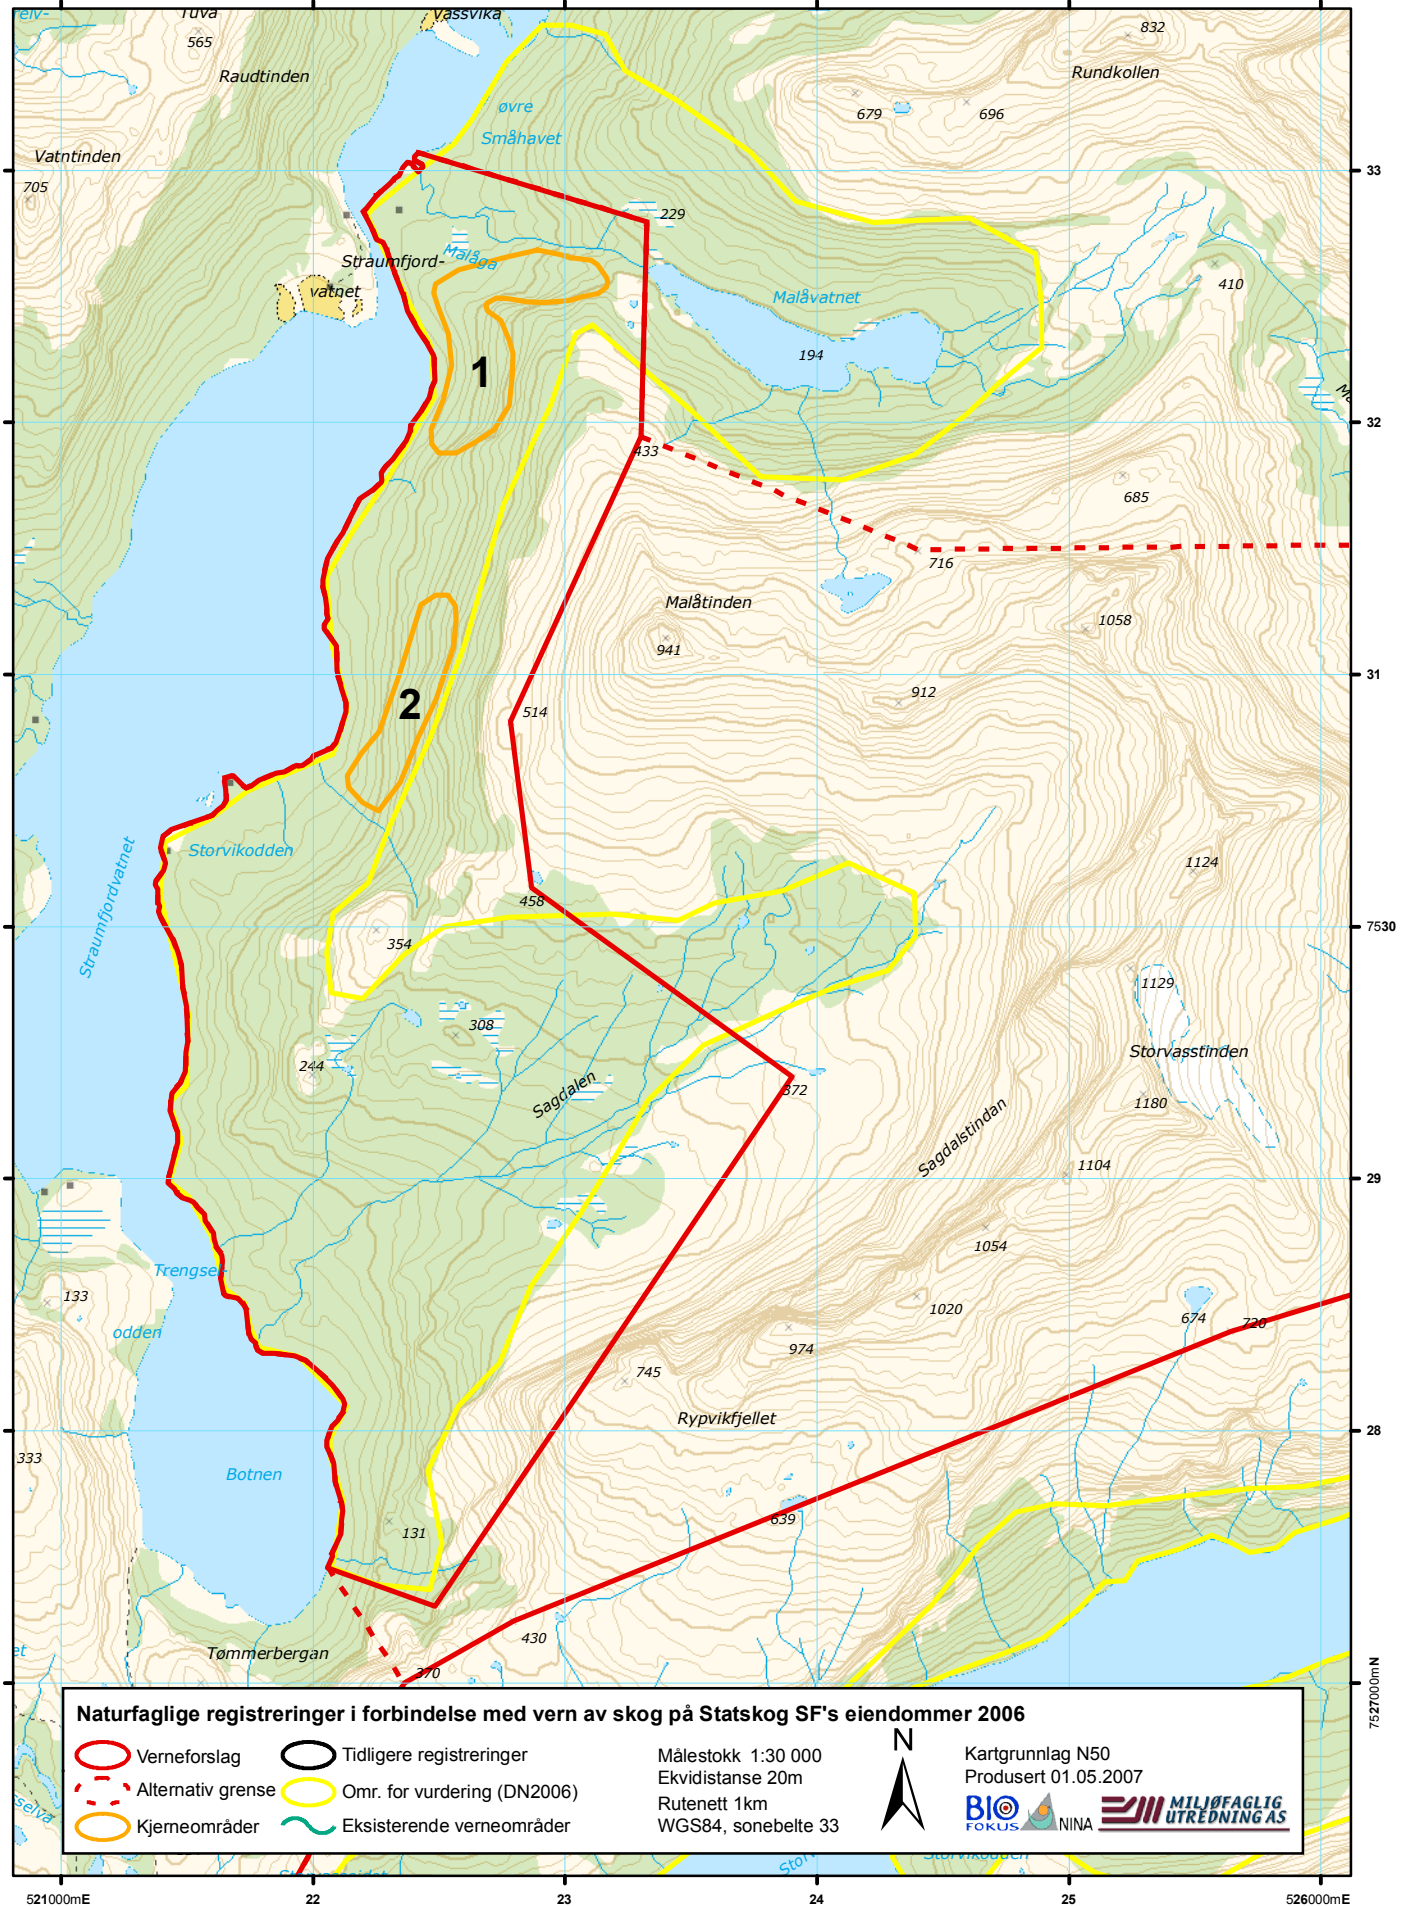 Tuva
565
Vassvika
832
Raudtinden
Rundkollen
øvre
Småhavet
679
696
Vatntinden
33
705
229
Malåga
Straumfjord-
vatnet
Malåvatnet
410
194
1
32
433
685
716
Malåtinden
1058
941
31
912
2
514
Storvikodden
1124
458
Straumfjordvatnet
354
7530
1129
308
Storvasstinden
244
Sagdalen
372
1180
Sagdalstindan
1104
29
1054
Trengsel-
odden
133
1020
674
720
974
745
Rypvikfjellet
28
333
Botnen
639
131
430
Tømmerbergan
370
7527000mN
Naturfaglige registreringer i forbindelse med vern av skog på Statskog SF's eiendommer 2006
Verneforslag
Tidligere registreringer
Alternativ grense
Omr. for vurdering (DN2006)
Kjerneområder
Eksisterende verneområder
Målestokk 1:30 000
Ekvidistanse 20m
Rutenett 1km
WGS84, sonebelte 33
N
Kartgrunnlag N50
Produsert 01.05.2007
BIO
FOKUS
NINA
MILJØFAGLIG
UTREDNING AS
Storvikodden
521000mE
22
23
24
25
526000mE